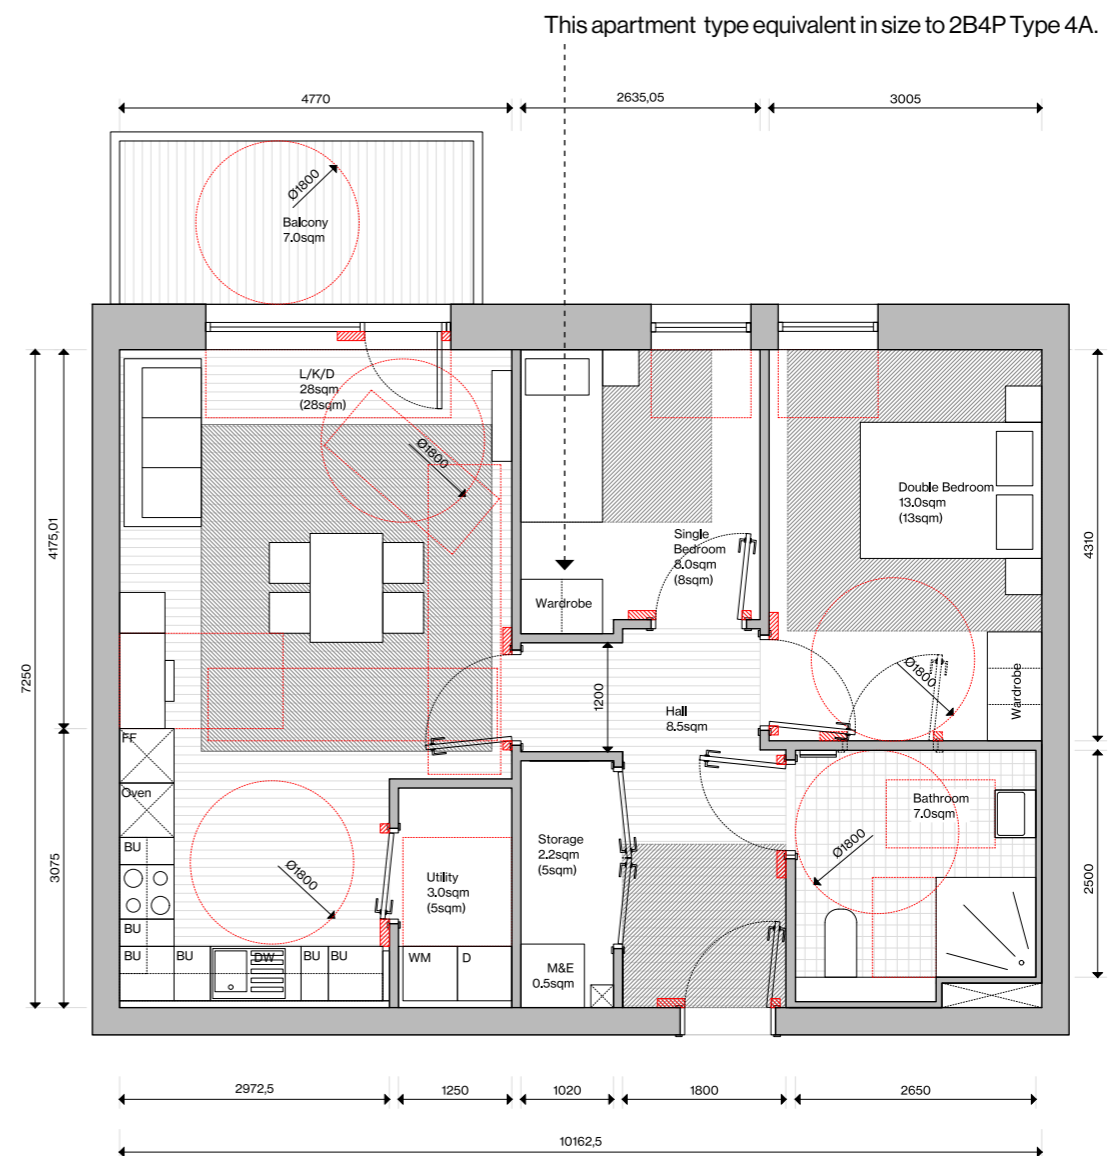 This apartment type equivalent in size to 2B4P Type 4A.
4770
2635,05
3005
Ø1800
Balcony
7.0sqm
L/K/D
28sqm
(28sqm)
Ø1800
Double Bedroom
13.0sqm
(13sqm)
Single
Bedroom
8.0sqm
(8sqm)
4175,01
4310
Wardrobe
7250
1200
Hall
8.5sqm
Ø1800
Wardrobe
FF
Oven
BU
BU
BU
BU
DW
BU
BU
Ø1800
3075
Utility
3.0sqm
(5sqm)
WM
D
Storage
2.2sqm
(5sqm)
M&E
0.5sqm
Bathroom
7.0sqm
Ø1800
2500
2972,5
1250
1020
1800
2650
10162,5